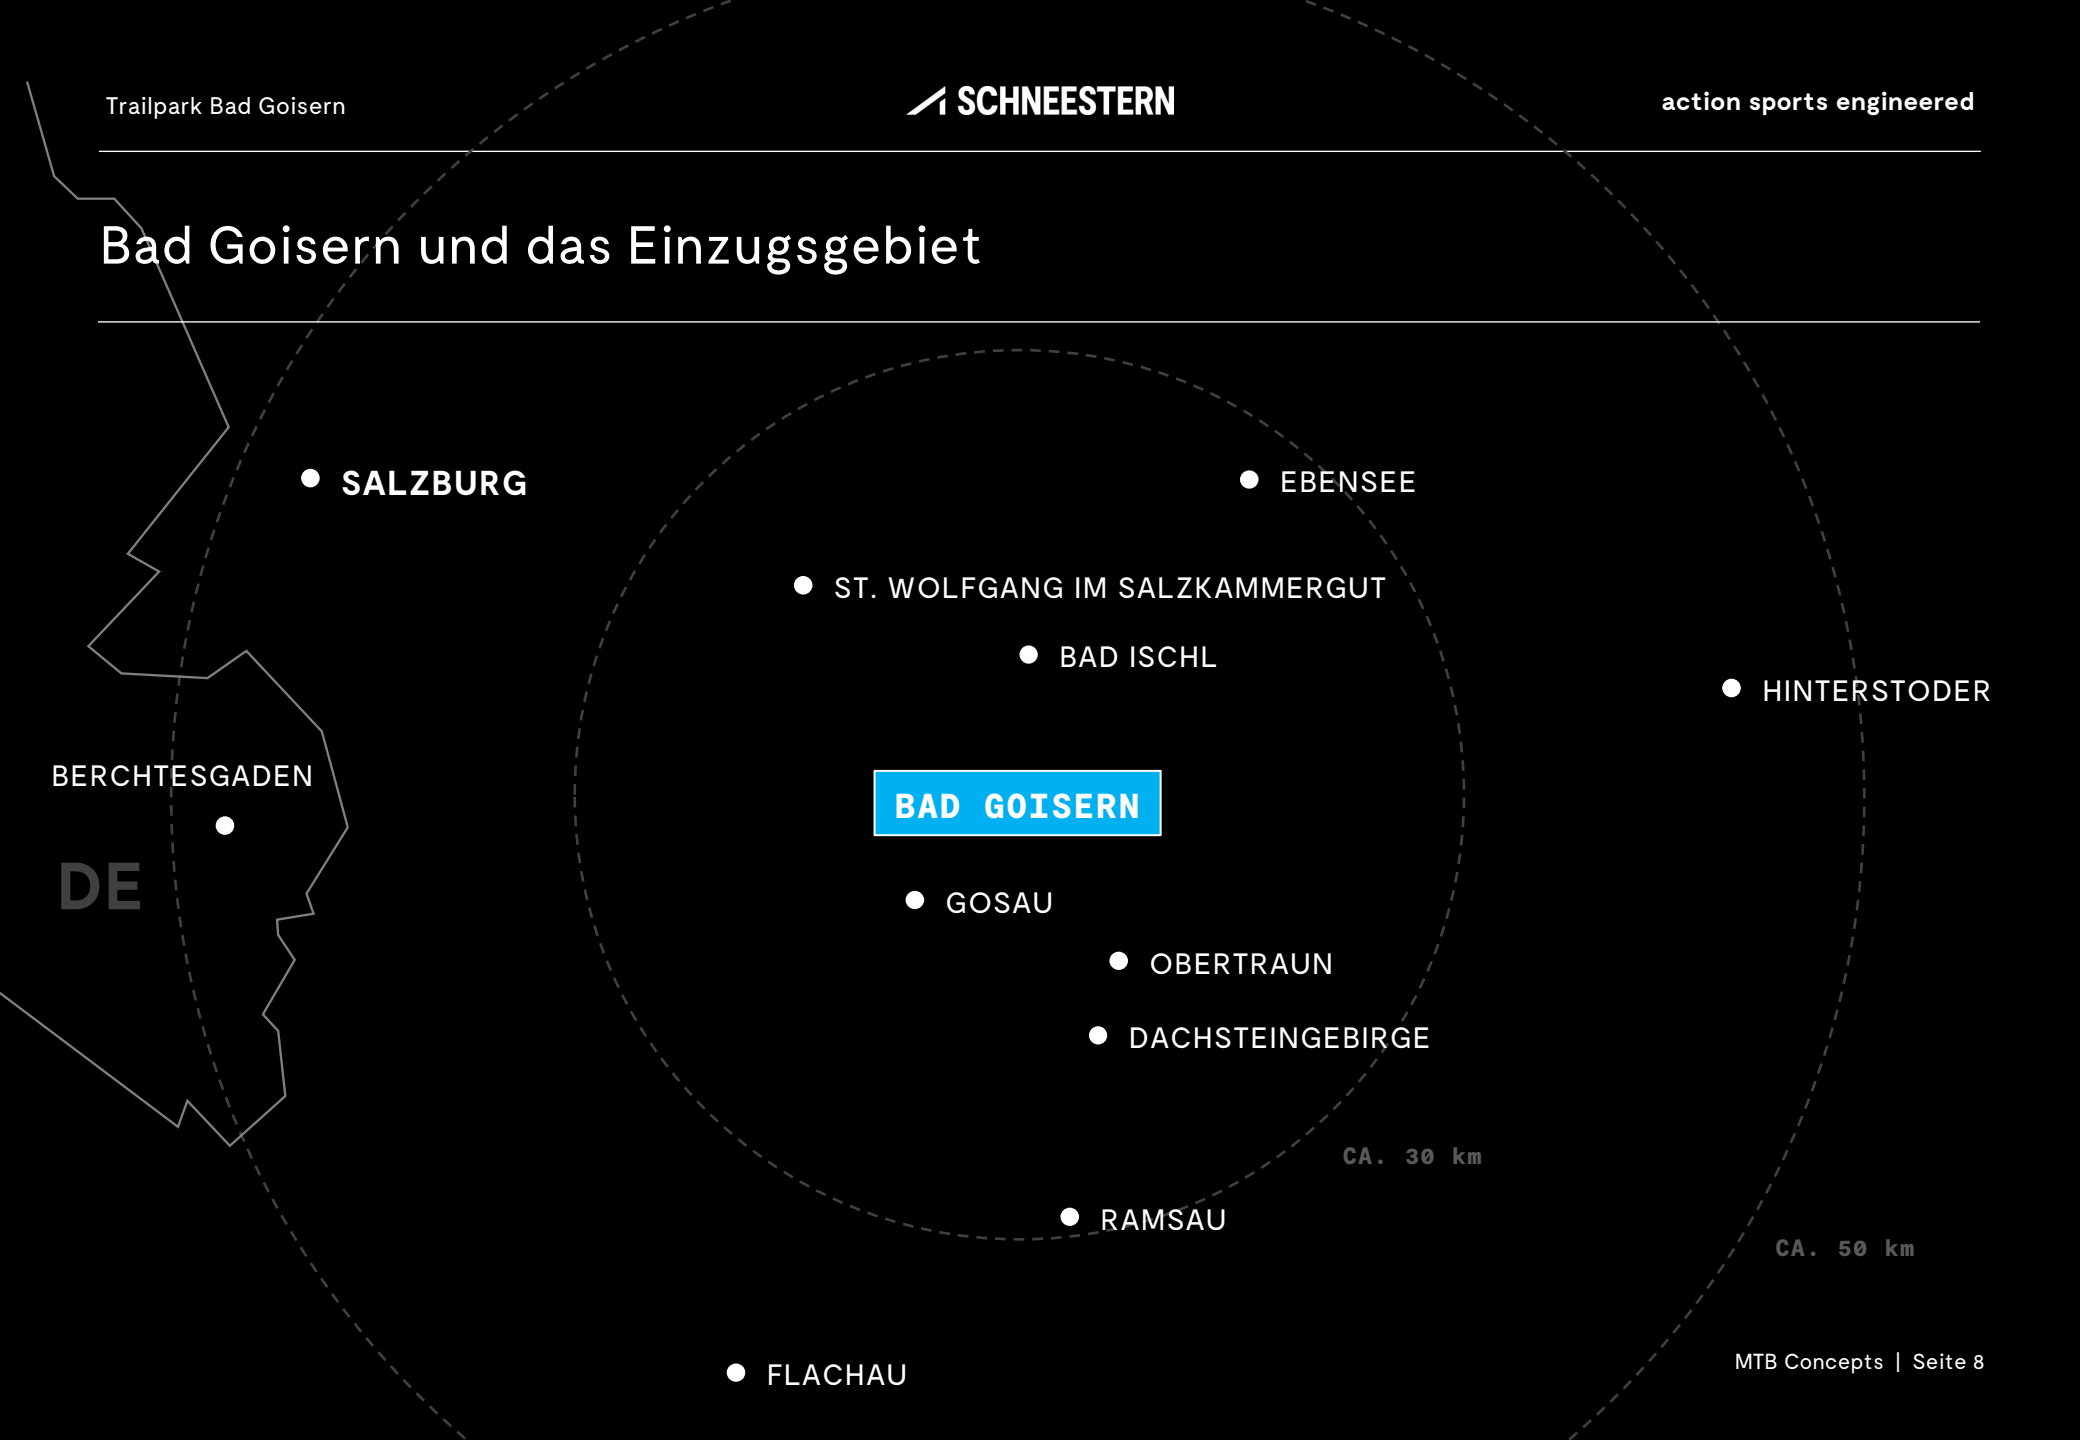 Trailpark Bad Goisern
SCHNEESTERN
action sports engineered
Bad Goisern und das Einzugsgebiet
SALZBURG
EBENSEE
ST. WOLFGANG IM SALZKAMMERGUT
BAD ISCHL
HINTERSTODER
BERCHTESGADEN
BAD GOISERN
DE
GOSAU
OBERTRAUN
DACHSTEINGEBIRGE
CA. 30 km
RAMSAU
CA. 50 km
MTB Concepts | Seite 8
FLACHAU